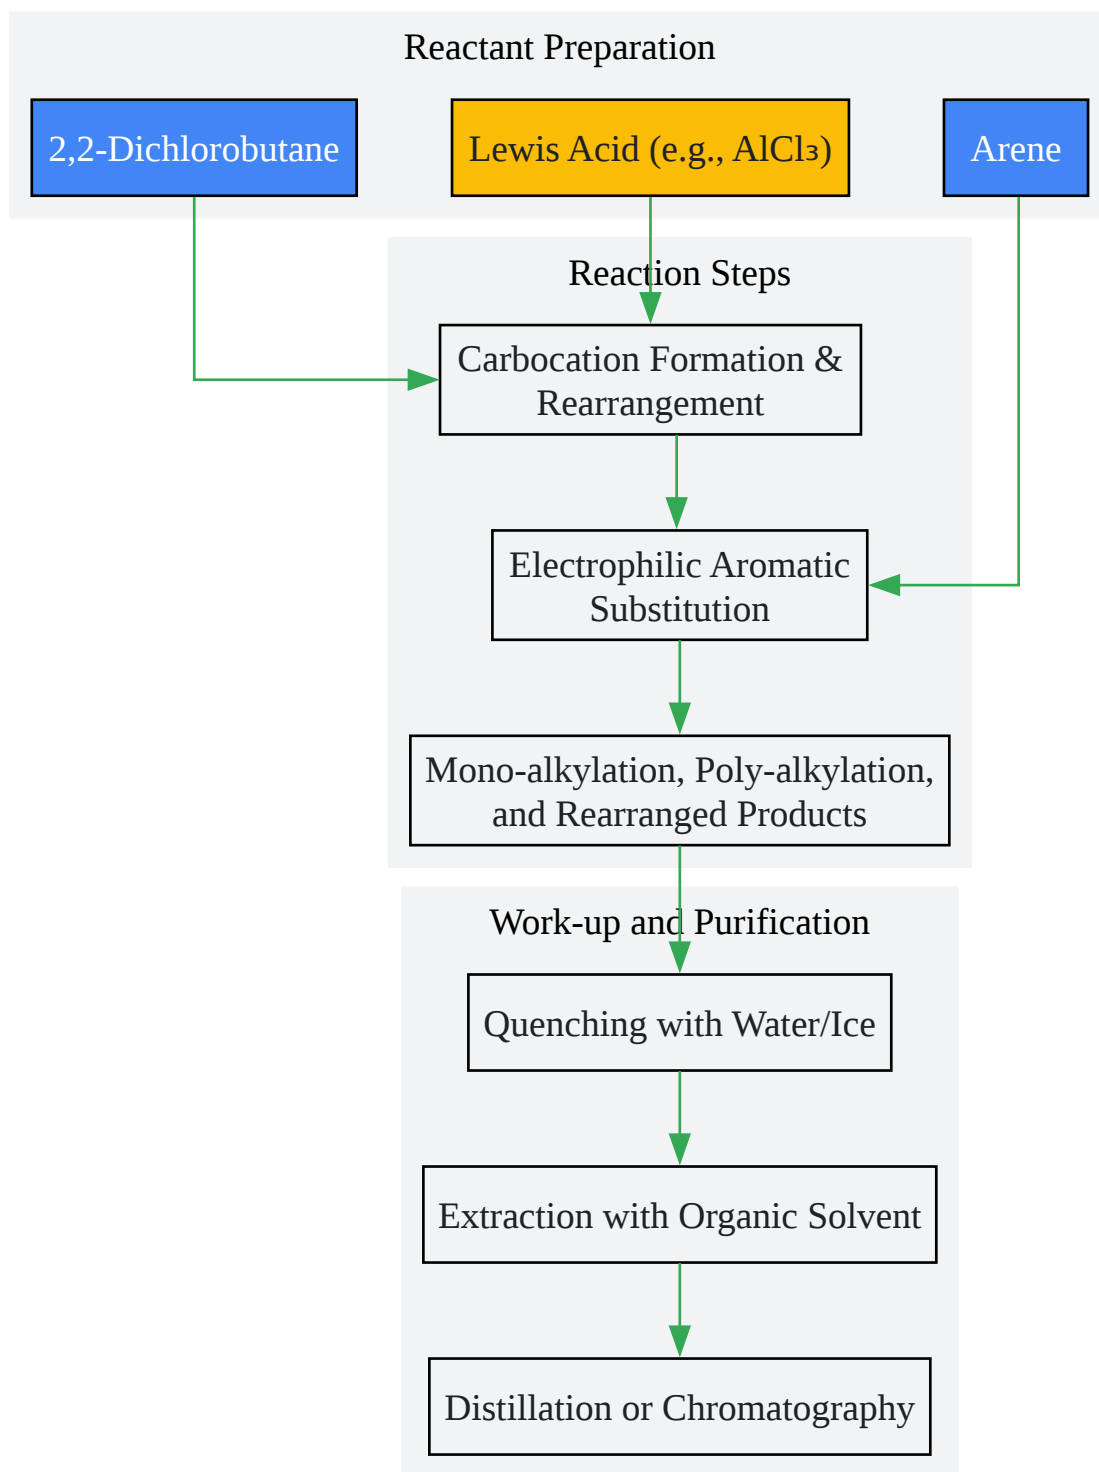 Reactant Preparation
2,2-Dichlorobutane
Lewis Acid (e.g., AlCl₃)
Arene
Reaction Steps
Carbocation Formation &
Rearrangement
Electrophilic Aromatic
Substitution
Mono-alkylation, Poly-alkylation,
and Rearranged Products
Work-up and Purification
Quenching with Water/Ice
Extraction with Organic Solvent
Distillation or Chromatography